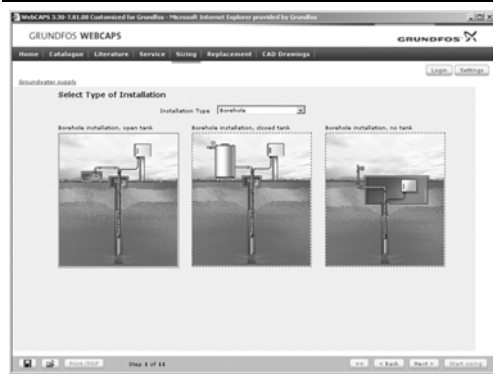 WebCAPS 3.30-7.81.08 Customized for Grundfos - Microsoft Internet Explorer provided by Grundfos
GRUNDFOS WEBCAPS
GRUNDFOS
Home Catalogue Literature Service Sizing Replacement CAD Drawings
Login Settings
Groundwater supply
Select Type of Installation
Installation Type Borehole
Borehole installation, open tank Borehole installation, closed tank Borehole installation, no tank
Print/PDF Step 1 of 11 << < Back Next > Start sizing